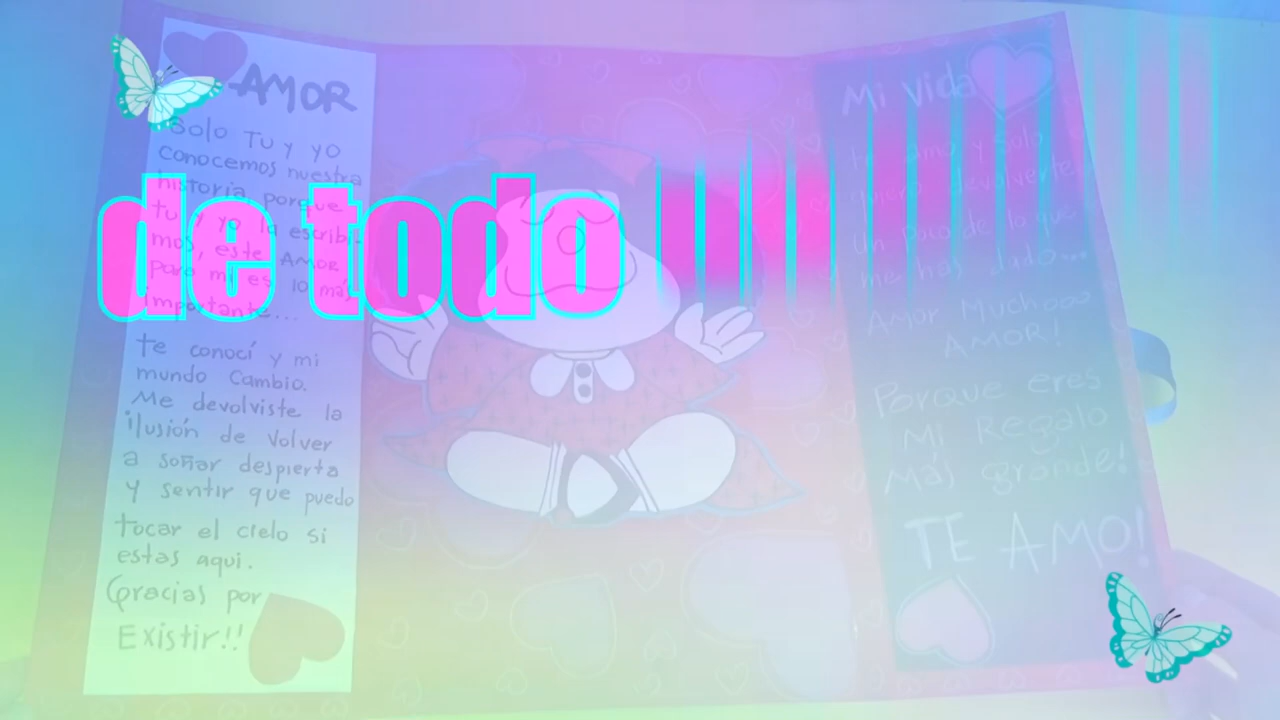 AMOR
Solo Tu y yo
conocemos nuestra
historia, porque
tu y yo la escribi-
mos, este AMOR
para mi es lo más
importante...
te conocí y mi
mundo Cambio.
Me devolviste la
ilusión de Volver
a soñar despierta
y sentir que puedo
tocar el cielo si
estas aqui.
Gracias por
Existir!!
de todo
Mi Vida
te amo y solo
quiero devolverte
Un Poco de lo que
me has dado...
AMOR Muchooo
AMOR!
Porque eres
Mi Regalo
Más grande!
TE AMO!